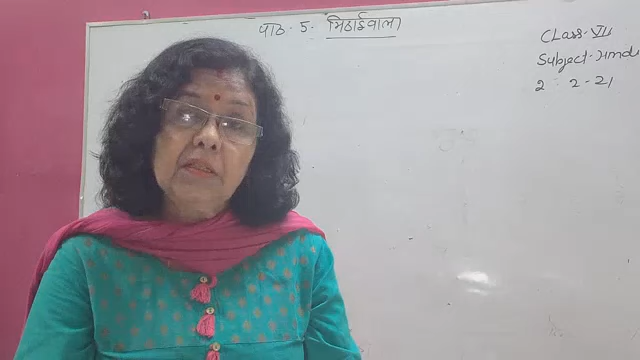 पाठ- 5- मिठाईवाला
Class- VII
Subject- Hindi
2-2-21